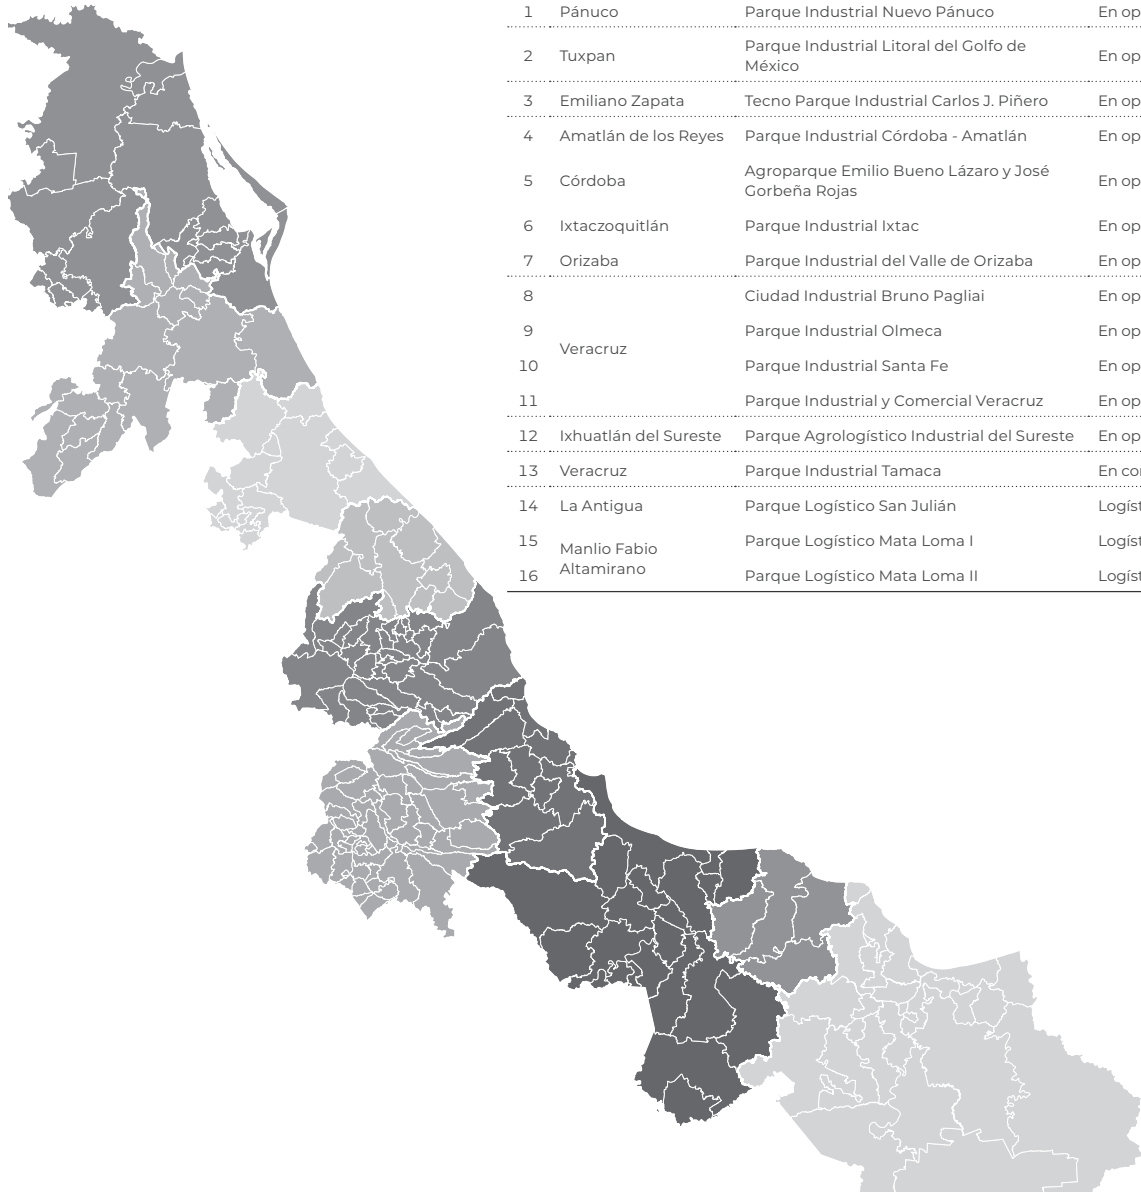 1 Pánuco Parque Industrial Nuevo Pánuco En op
2 Tuxpan Parque Industrial Litoral del Golfo de
México En op
3 Emiliano Zapata Tecno Parque Industrial Carlos J. Piñero En op
4 Amatlán de los Reyes Parque Industrial Córdoba - Amatlán En op
5 Córdoba Agroparque Emilio Bueno Lázaro y José
Gorbeña Rojas En op
6 Ixtaczoquitlán Parque Industrial Ixtac En op
7 Orizaba Parque Industrial del Valle de Orizaba En op
8 Ciudad Industrial Bruno Pagliai En op
9 Parque Industrial Olmeca En op
Veracruz
10 Parque Industrial Santa Fe En op
11 Parque Industrial y Comercial Veracruz En op
12 Ixhuatlán del Sureste Parque Agrologístico Industrial del Sureste En op
13 Veracruz Parque Industrial Tamaca En con
14 La Antigua Parque Logístico San Julián Logíst
15 Manlio Fabio Parque Logístico Mata Loma I Logíst
Altamirano
16 Parque Logístico Mata Loma II Logíst